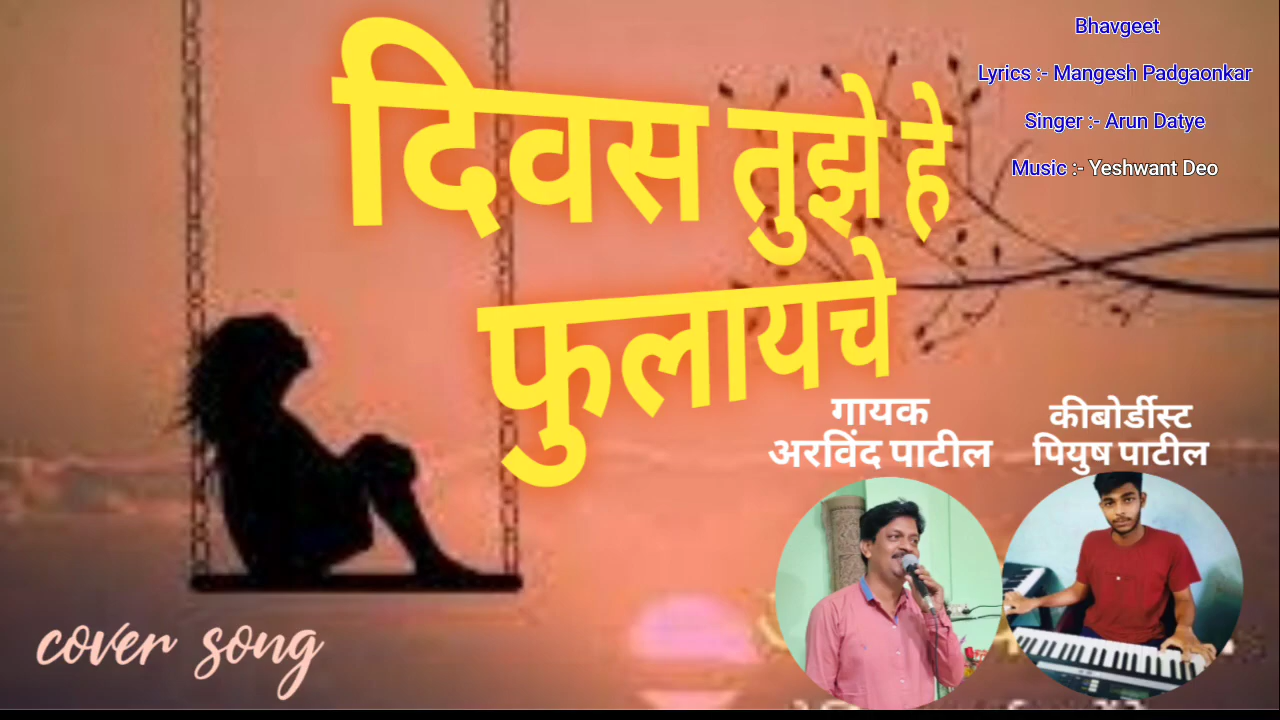 Bhavgeet
Lyrics :- Mangesh Padgaonkar
Singer :- Arun Datye
Music :- Yeshwant Deo
दिवस तुझे हे
फुलायचे
गायक
अरविंद पाटील
कीबोर्डीस्ट
पियुष पाटील
cover song